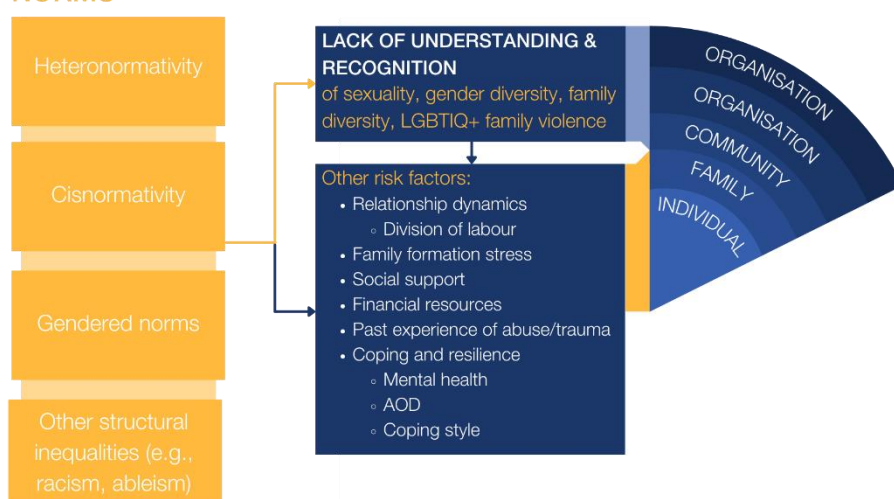 Heteronormativity
Cisnormativity
Gendered norms
Other structural
inequalities (e.g.,
racism, ableism)
LACK OF UNDERSTANDING &
RECOGNITION
of sexuality, gender diversity, family
diversity, LGBTIQ+ family violence
Other risk factors:
• Relationship dynamics
◦ Division of labour
• Family formation stress
• Social support
• Financial resources
• Past experience of abuse/trauma
• Coping and resilience
◦ Mental health
◦ AOD
◦ Coping style
ORGANISATION
ORGANISATION
COMMUNITY
FAMILY
INDIVIDUAL